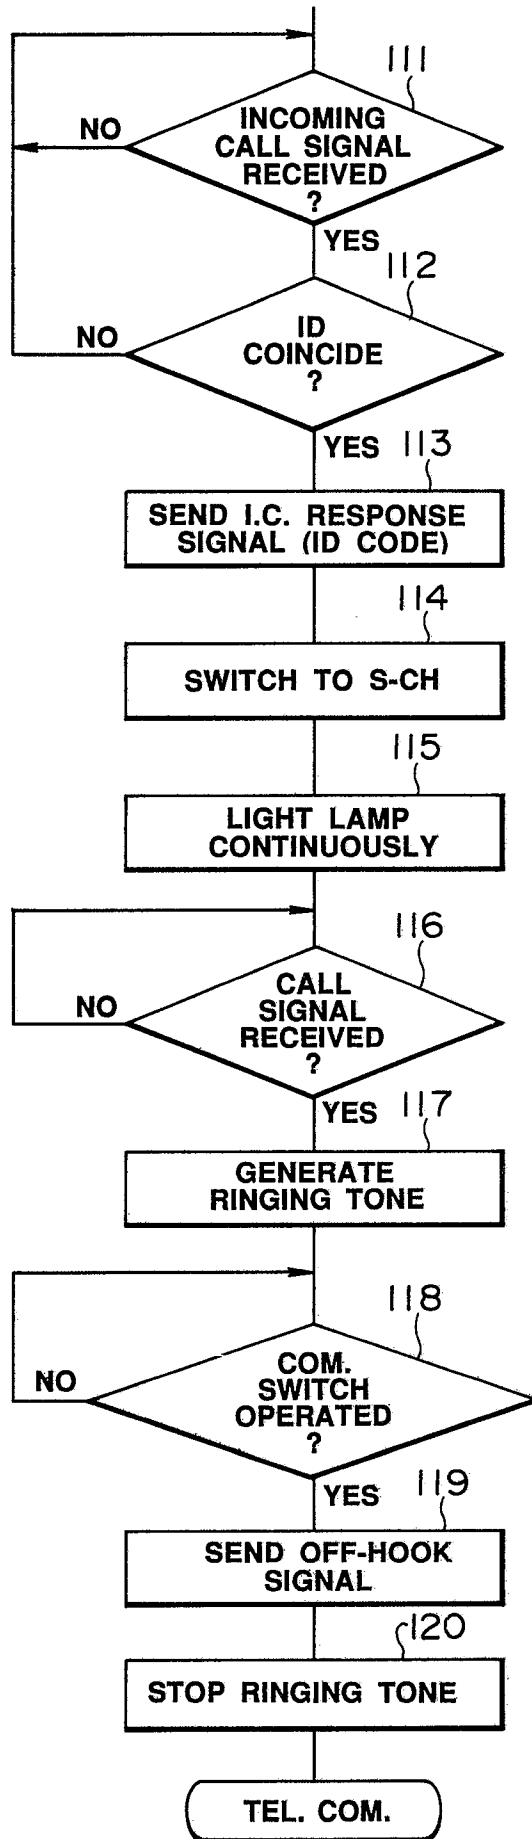 111
INCOMING
CALL SIGNAL
RECEIVED
?
NO
YES
112
ID
COINCIDE
?
NO
YES
113
SEND I.C. RESPONSE
SIGNAL (ID CODE)
114
SWITCH TO S-CH
115
LIGHT LAMP
CONTINUOUSLY
116
CALL
SIGNAL
RECEIVED
?
NO
YES
117
GENERATE
RINGING TONE
118
COM.
SWITCH
OPERATED
?
NO
YES
119
SEND OFF-HOOK
SIGNAL
120
STOP RINGING TONE
TEL. COM.